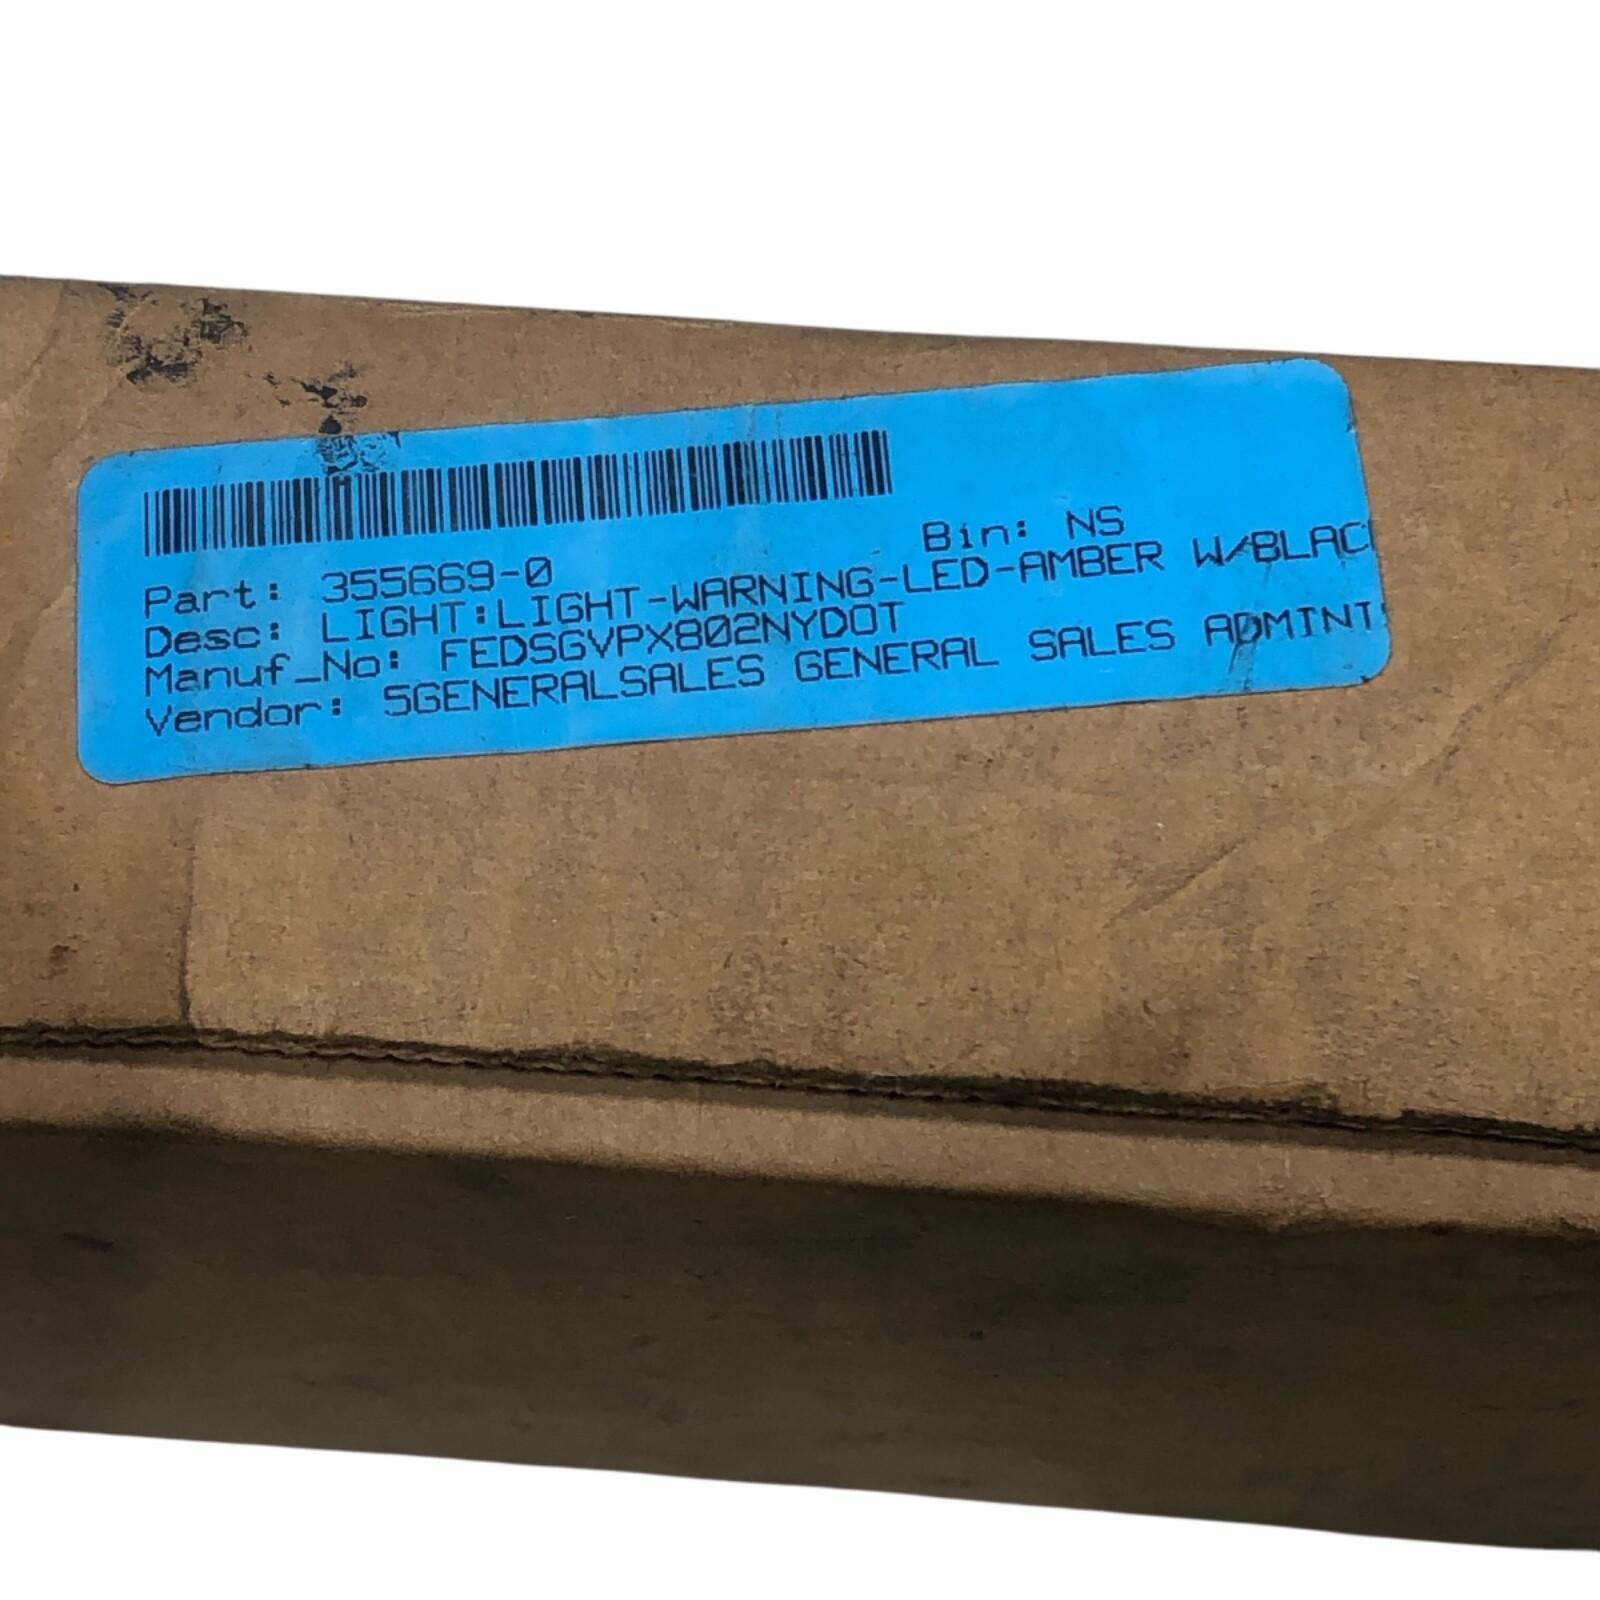 Bin: NS
Part: 355669-0
Desc: LIGHT:LIGHT-WARNING-LED-AMBER W/BLAC
Manuf_No: FEDSGVPX802NYDOT
Vendor: 5GENERALSALES GENERAL SALES ADMINI